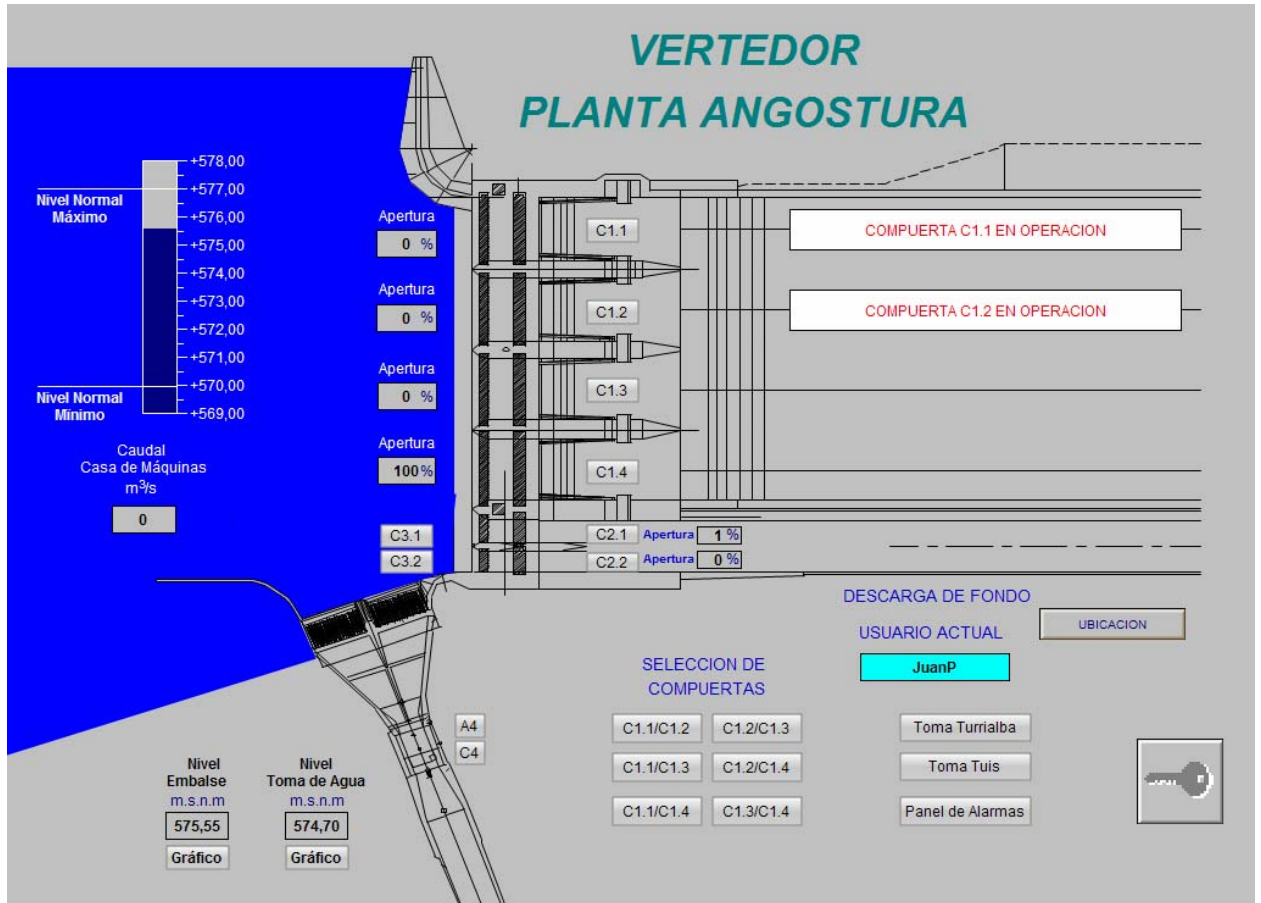 VERTEDOR
PLANTA ANGOSTURA
+578,00
+577,00
Nivel Normal
Máximo
+576,00
+575,00
+574,00
+573,00
+572,00
+571,00
+570,00
Nivel Normal
Mínimo
+569,00
Caudal
Casa de Máquinas
m³/s
0
Apertura
0 %
Apertura
0 %
Apertura
0 %
Apertura
100%
C1.1
C1.2
C1.3
C1.4
COMPUERTA C1.1 EN OPERACION
COMPUERTA C1.2 EN OPERACION
C3.1
C3.2
C2.1 Apertura 1 %
C2.2 Apertura 0 %
DESCARGA DE FONDO
UBICACION
USUARIO ACTUAL
JuanP
SELECCION DE
COMPUERTAS
C1.1/C1.2 C1.2/C1.3
C1.1/C1.3 C1.2/C1.4
C1.1/C1.4 C1.3/C1.4
Toma Turrialba
Toma Tuis
Panel de Alarmas
A4
C4
Nivel
Embalse
m.s.n.m
575,55
Gráfico
Nivel
Toma de Agua
m.s.n.m
574,70
Gráfico